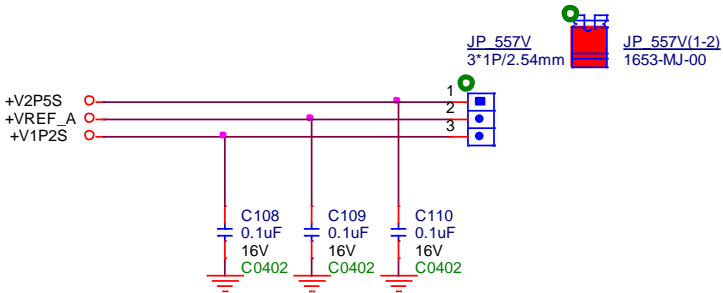 JP_557V
3*1P/2.54mm
JP_557V(1-2)
1653-MJ-00
+V2P5S
+VREF_A
+V1P2S
1
2
3
C108
0.1uF
16V
C0402
C109
0.1uF
16V
C0402
C110
0.1uF
16V
C0402